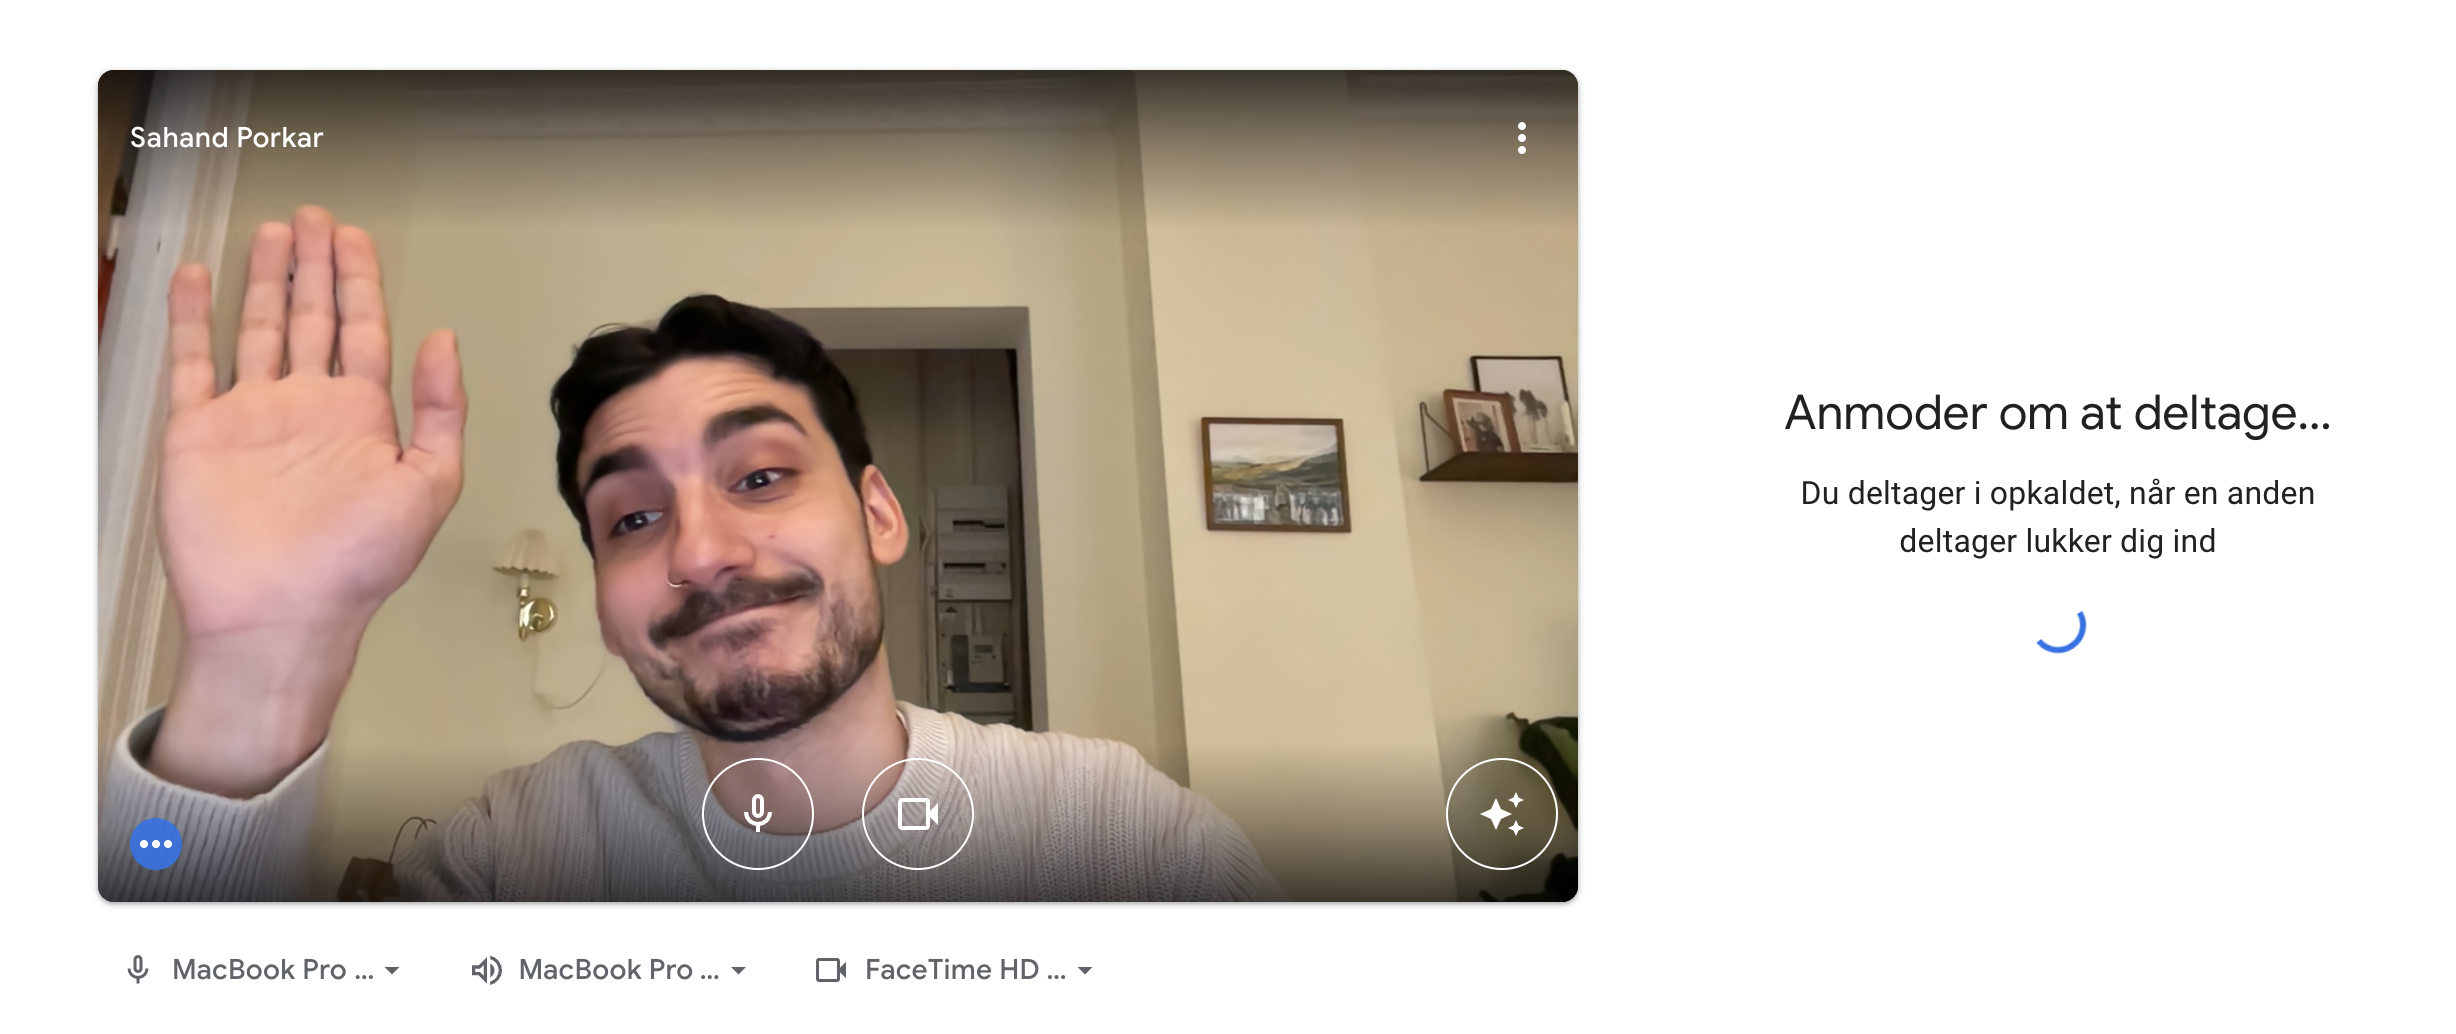 Sahand Porkar
Anmoder om at deltage...
Du deltager i opkaldet, når en anden
deltager lukker dig ind
MacBook Pro ...
MacBook Pro ...
FaceTime HD ...